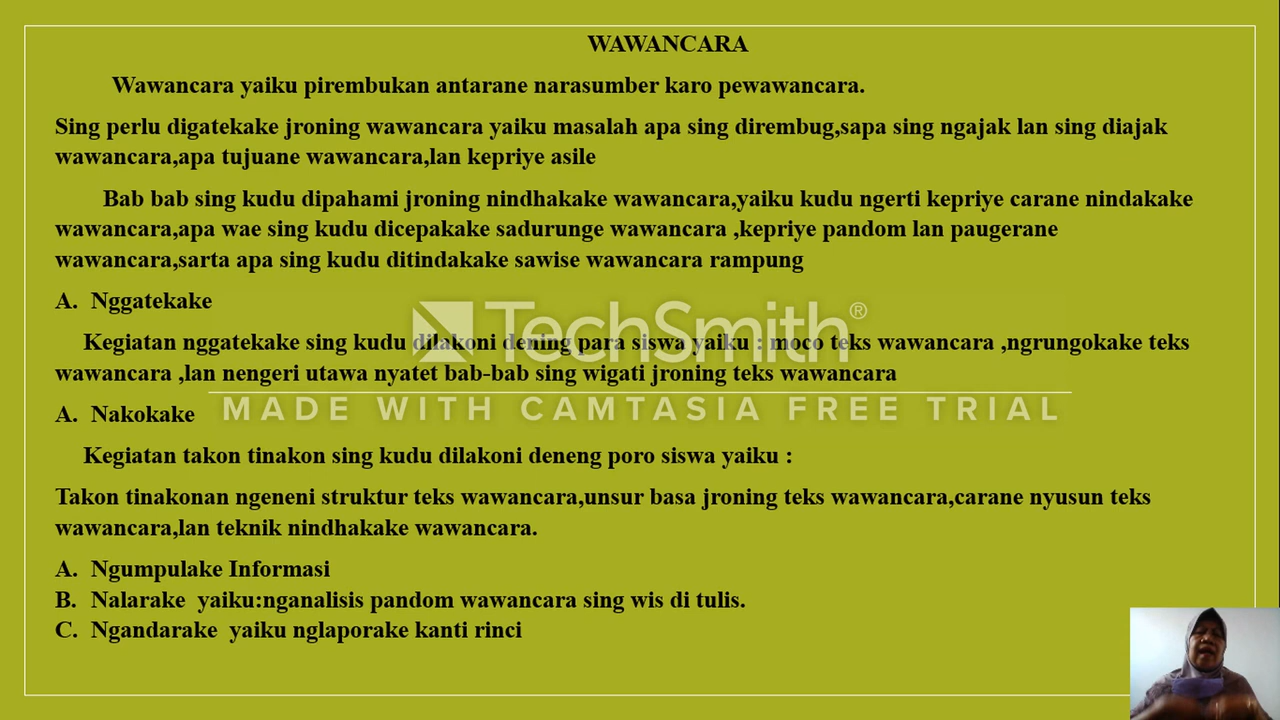 WAWANCARA
Wawancara yaiku pirembukan antarane narasumber karo pewawancara.
Sing perlu digatekake jroning wawancara yaiku masalah apa sing dirembug,sapa sing ngajak lan sing diajak
wawancara,apa tujuane wawancara,lan kepriye asile
Bab bab sing kudu dipahami jroning nindhakake wawancara,yaiku kudu ngerti kepriye carane nindakake
wawancara,apa wae sing kudu dicepakake sadurunge wawancara ,kepriye pandom lan paugerane
wawancara,sarta apa sing kudu ditindakake sawise wawancara rampung
A. Nggatekake
TechSmith®
Kegiatan nggatekake sing kudu dilakoni dening para siswa yaiku : moco teks wawancara ,ngrungokake teks
wawancara ,lan nengeri utawa nyatet bab-bab sing wigati jroning teks wawancara
A. Nakokake
MADE WITH CAMTASIA FREE TRIAL
Kegiatan takon tinakon sing kudu dilakoni deneng poro siswa yaiku :
Takon tinakonan ngeneni struktur teks wawancara,unsur basa jroning teks wawancara,carane nyusun teks
wawancara,lan teknik nindhakake wawancara.
A. Ngumpulake Informasi
B. Nalarake yaiku:nganalisis pandom wawancara sing wis di tulis.
C. Ngandarake yaiku nglaporake kanti rinci